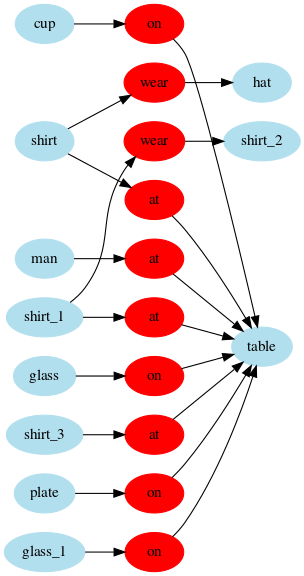 cup on
wear hat
shirt wear shirt_2
at
man at
shirt_1 at
table
glass on
shirt_3 at
plate on
glass_1 on